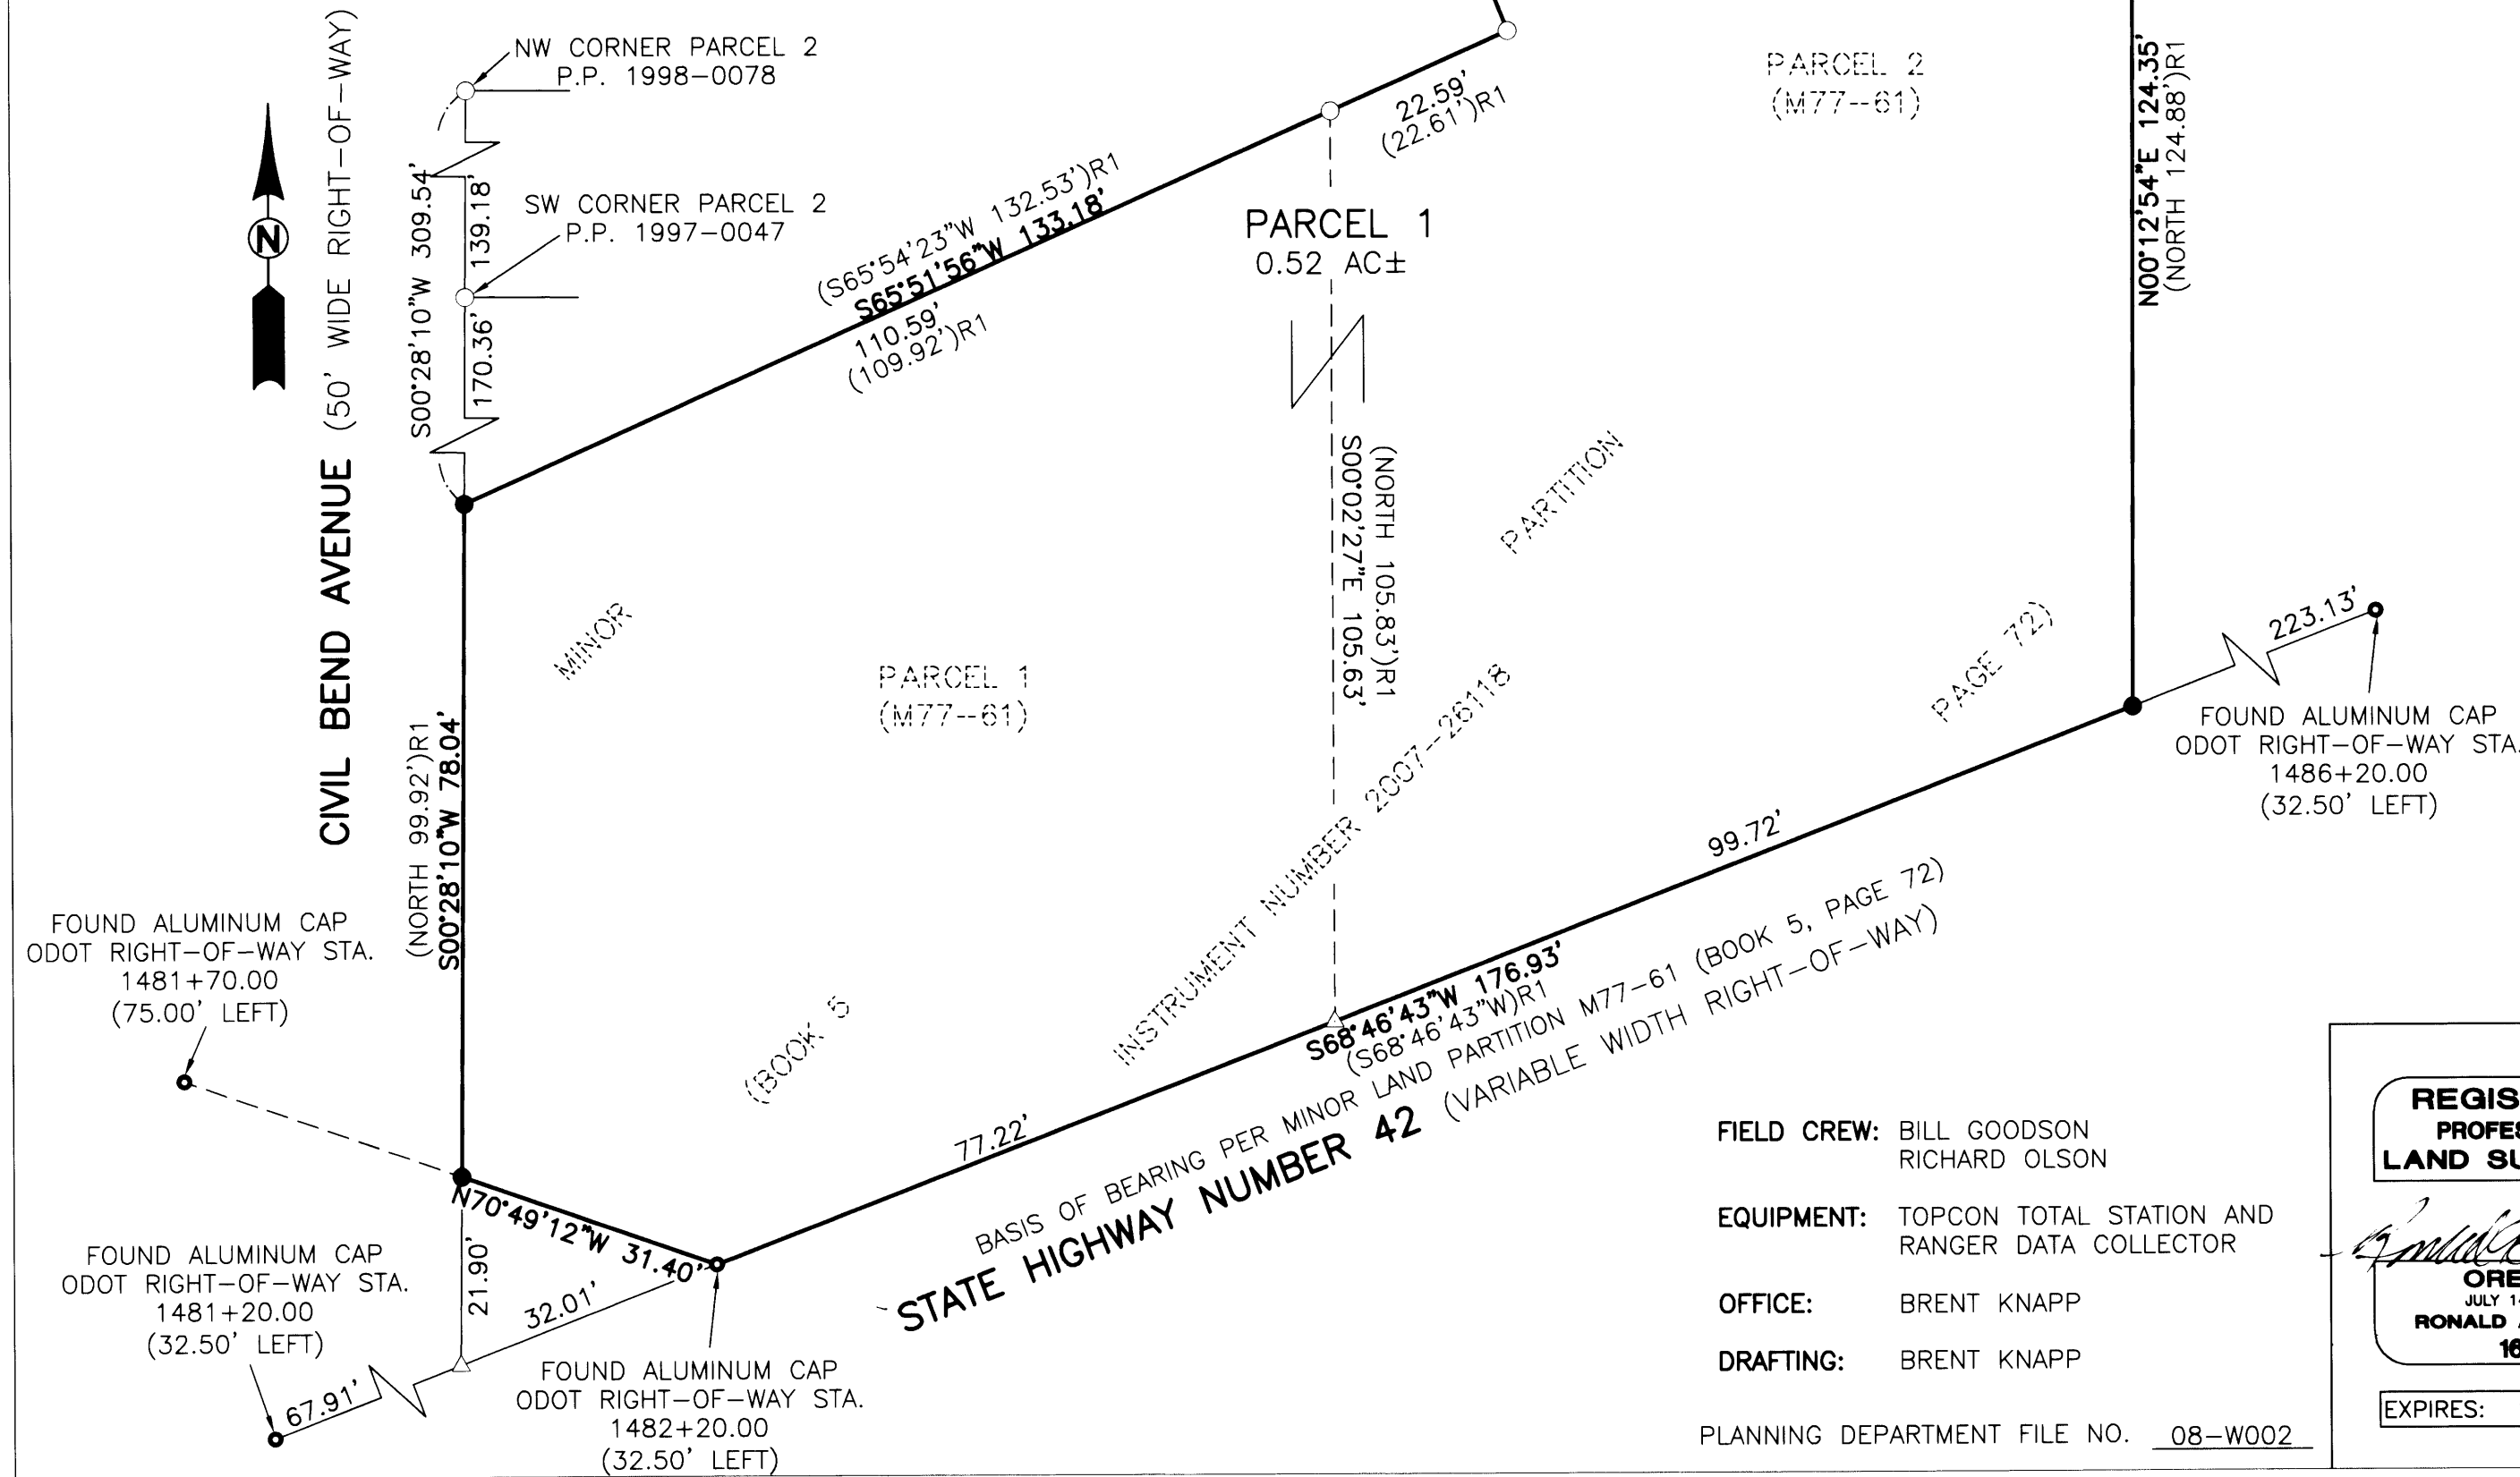 NW CORNER PARCEL 2
P.P. 1998-0078
SW CORNER PARCEL 2
P.P. 1997-0047
N
CIVIL BEND AVENUE (50' WIDE RIGHT-OF-WAY)
S00°28'10"W 309.54'
139.18'
170.36'
(S65°54'23"W 132.53')R1
S65°51'56"W 133.18'
110.59'
(109.92')R1
22.59'
(22.61')R1
PARCEL 1
0.52 AC±
PARCEL 2
(M77--61)
N00°12'54"E 124.35'
(NORTH 124.88')R1
(NORTH 105.83')R1
S00°02'27"E 105.63'
MINOR
PARTITION
PARCEL 1
(M77--61)
(BOOK 5
PAGE 72)
INSTRUMENT NUMBER 2007--26118
(NORTH 99.92')R1
S00°28'10"W 78.04'
223.13'
FOUND ALUMINUM CAP
ODOT RIGHT-OF-WAY STA.
1486+20.00
(32.50' LEFT)
FOUND ALUMINUM CAP
ODOT RIGHT-OF-WAY STA.
1481+70.00
(75.00' LEFT)
N70°49'12"W 31.40'
21.90'
32.01'
67.91'
FOUND ALUMINUM CAP
ODOT RIGHT-OF-WAY STA.
1481+20.00
(32.50' LEFT)
FOUND ALUMINUM CAP
ODOT RIGHT-OF-WAY STA.
1482+20.00
(32.50' LEFT)
77.22'
99.72'
S68°46'43"W 176.93'
(S68°46'43"W)R1
BASIS OF BEARING PER MINOR LAND PARTITION M77-61 (BOOK 5, PAGE 72)
STATE HIGHWAY NUMBER 42 (VARIABLE WIDTH RIGHT-OF-WAY)
FIELD CREW: BILL GOODSON
RICHARD OLSON
EQUIPMENT: TOPCON TOTAL STATION AND
RANGER DATA COLLECTOR
OFFICE: BRENT KNAPP
DRAFTING: BRENT KNAPP
PLANNING DEPARTMENT FILE NO. 08-W002
REGIS
PROFES
LAND SU
ORE
JULY 1
RONALD
16
EXPIRES: